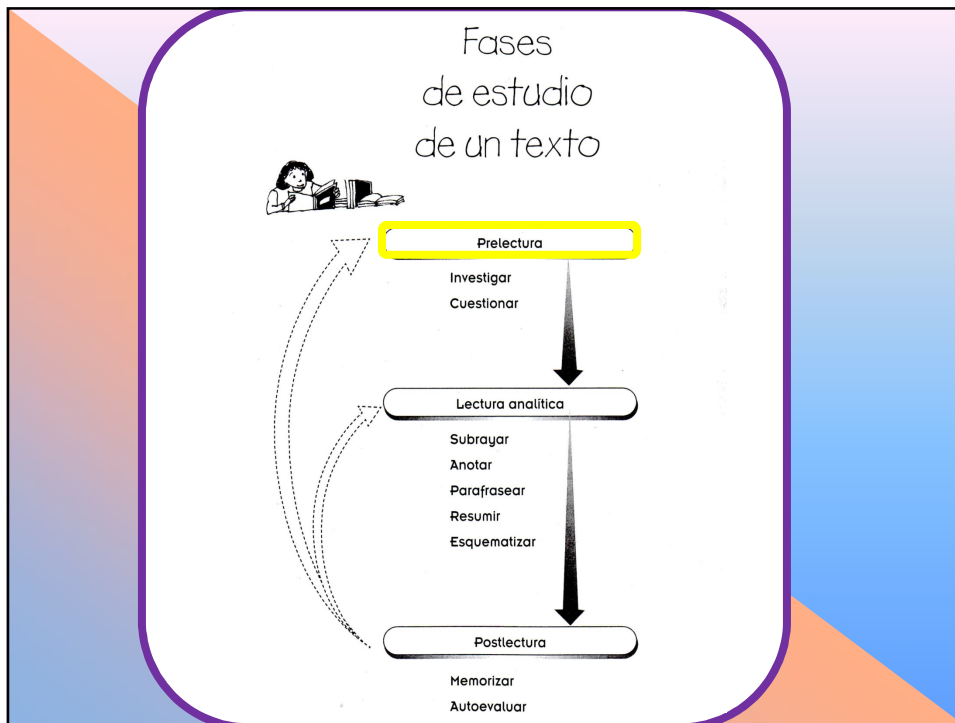 Fases
de estudio
de un texto
Prelectura
Investigar
Cuestionar
Lectura analítica
Subrayar
Anotar
Parafrasear
Resumir
Esquematizar
Postlectura
Memorizar
Autoevaluar